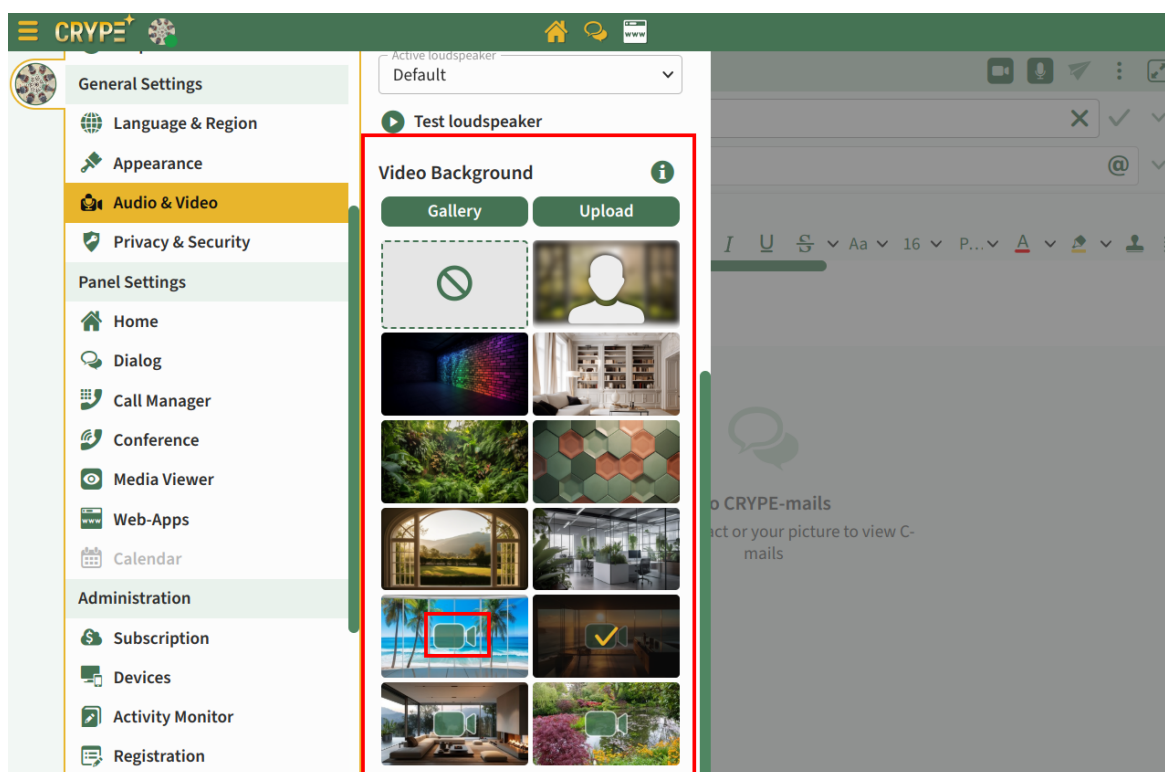 CRYPE
www
General Settings
Language & Region
Appearance
Audio & Video
Privacy & Security
Panel Settings
Home
Dialog
Call Manager
Conference
Media Viewer
www
Web-Apps
Calendar
Administration
Subscription
Devices
Activity Monitor
Registration
Active loudspeaker
Default
Test loudspeaker
Video Background
Gallery
Upload
@
I U S Aa 16 P... A
CRYPE-mails
or your picture to view C-
mails